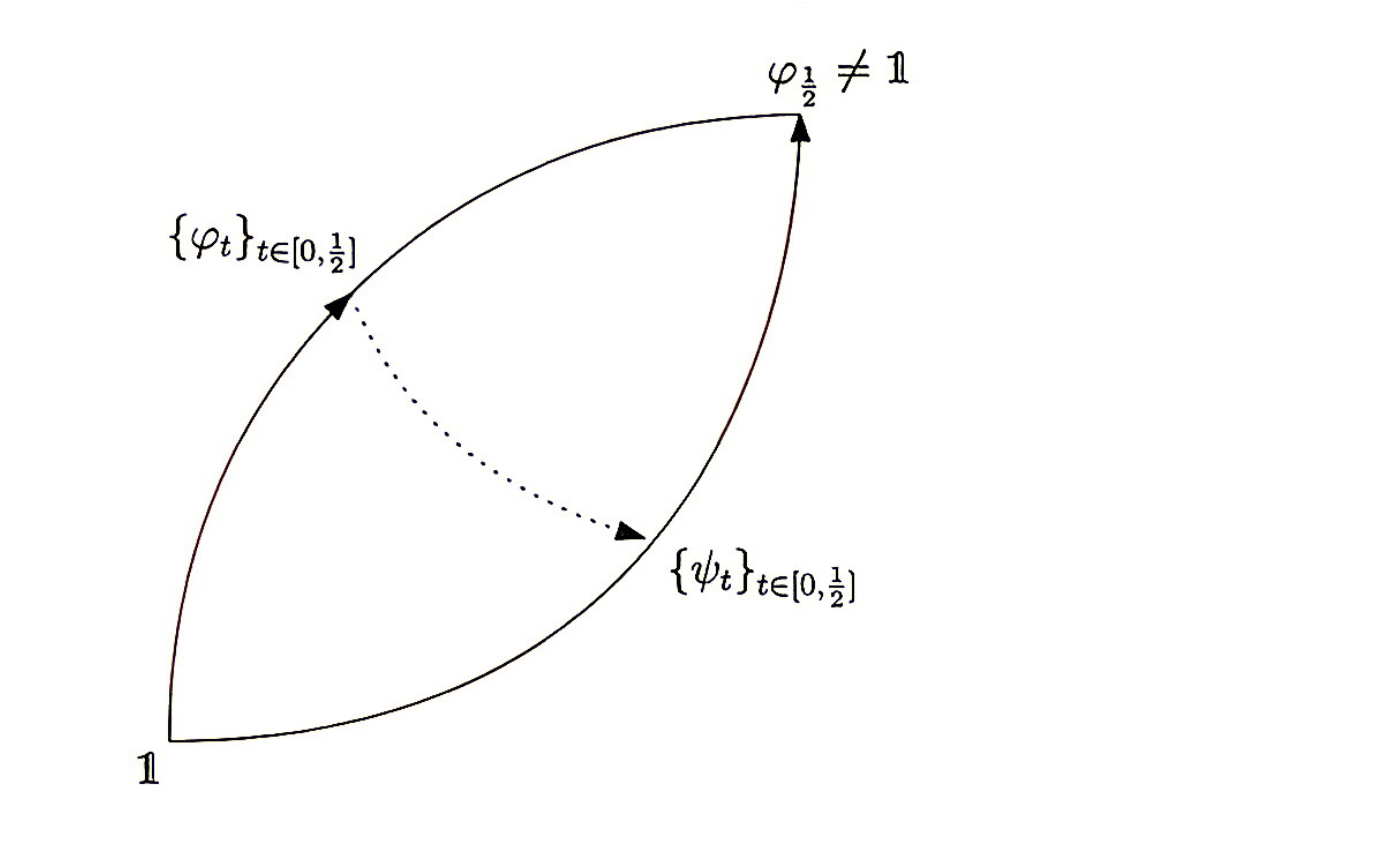 φ_{1/2} ≠ 𝟙
{φ_t}_{t∈[0,1/2]}
{ψ_t}_{t∈[0,1/2]}
𝟙